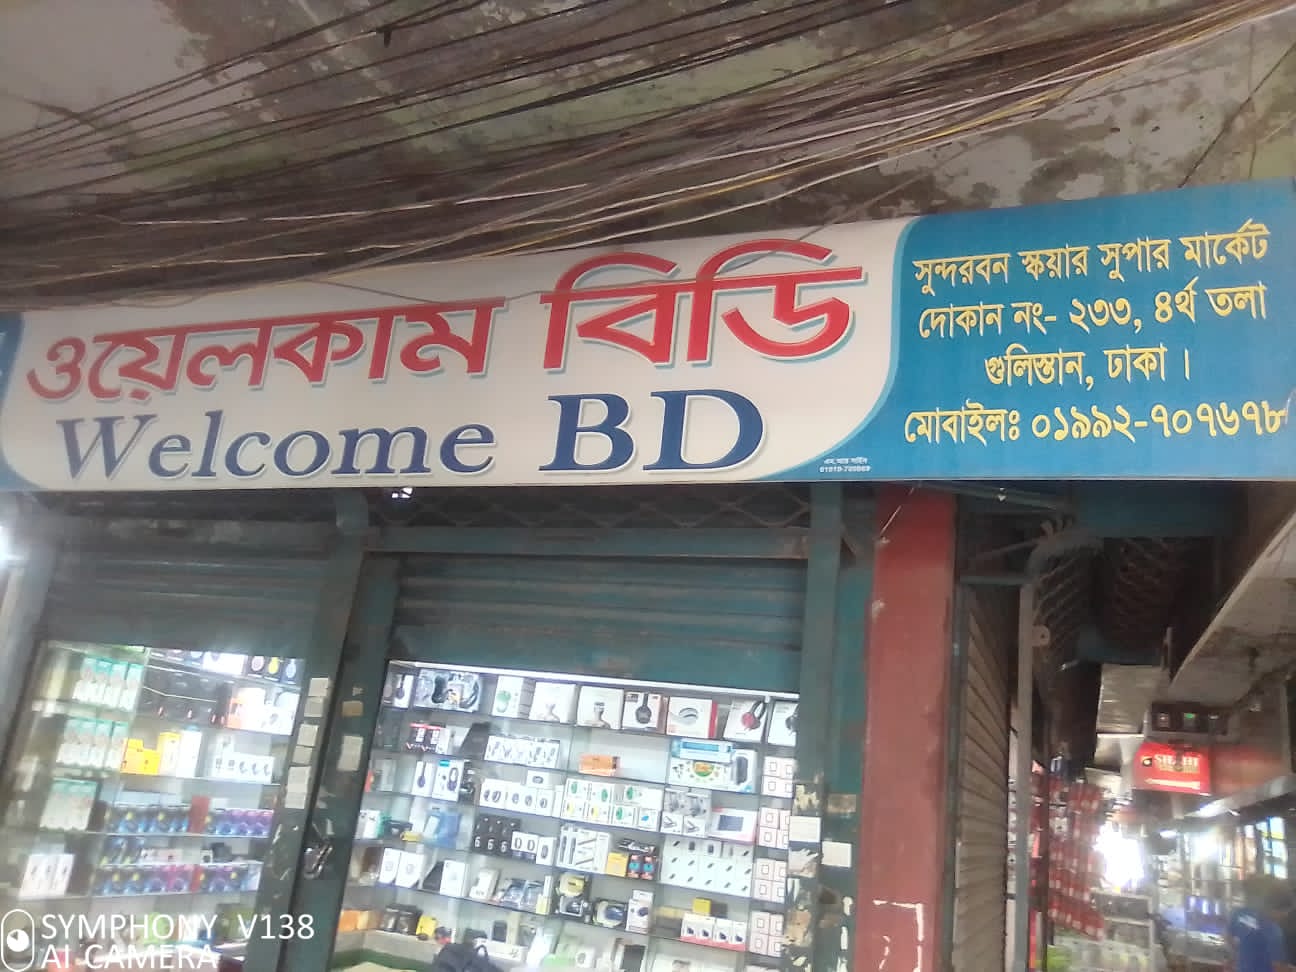 ওয়েলকাম বিডি
Welcome BD
সুন্দরবন স্কয়ার সুপার মার্কেট
দোকান নং- ২৩৩, ৪র্থ তলা
গুলিস্তান, ঢাকা।
মোবাইলঃ ০১৯৯২-৭০৭৬৭৮
SYMPHONY V138
AI CAMERA